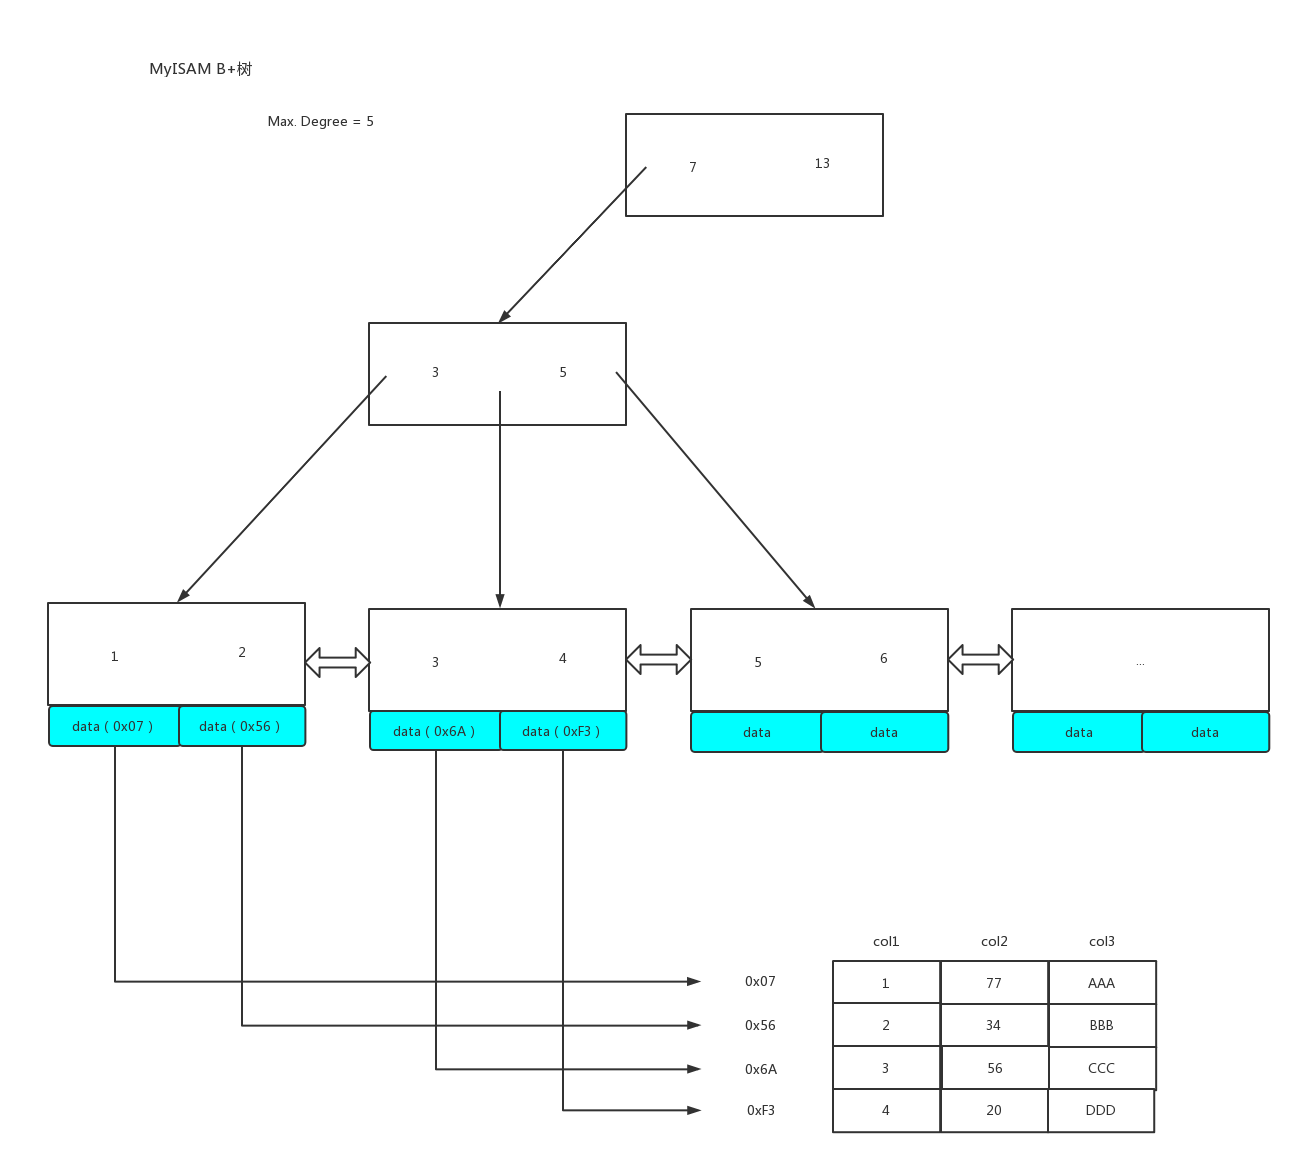 MyISAM B+树
Max. Degree = 5
7 13
3 5
1 2
3 4
5 6
...
data ( 0x07 ) data ( 0x56 )
data ( 0x6A ) data ( 0xF3 )
data data
data data
col1 col2 col3
0x07 1 77 AAA
0x56 2 34 BBB
0x6A 3 56 CCC
0xF3 4 20 DDD